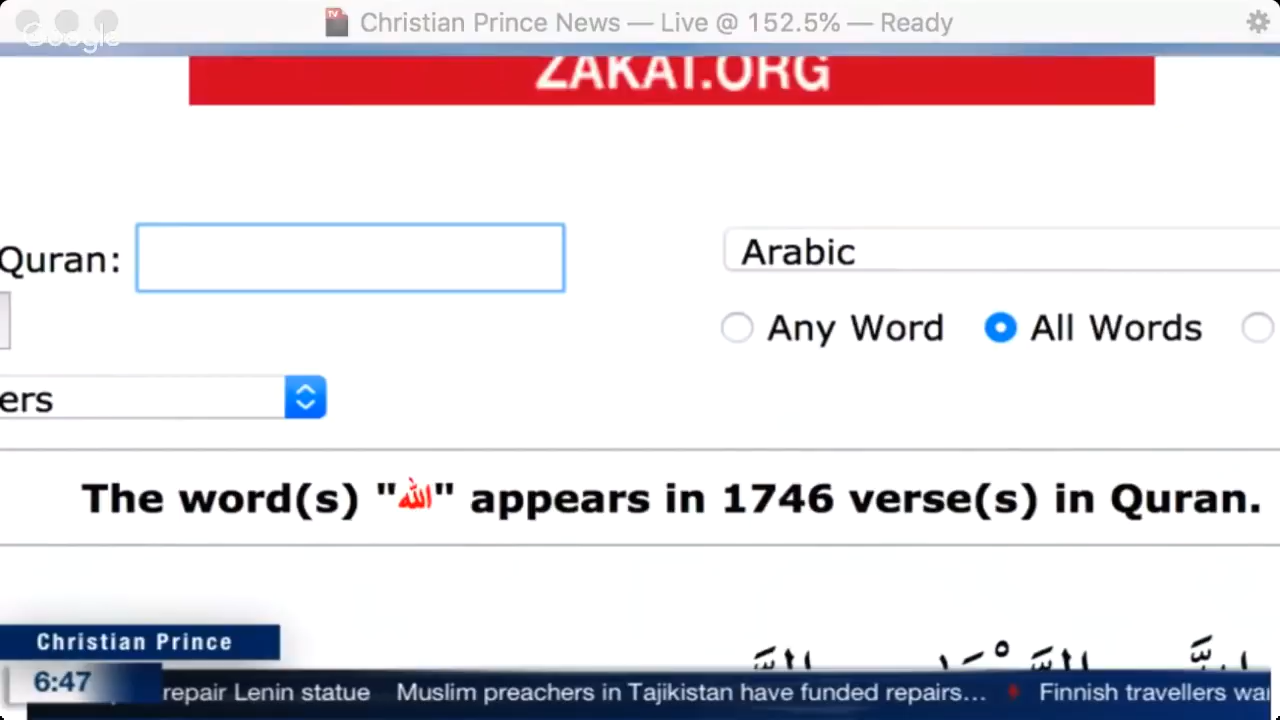 Christian Prince News — Live @ 152.5% — Ready
Google
ZAKAT.ORG
Quran:
Arabic
Any Word
All Words
ers
The word(s) "الله" appears in 1746 verse(s) in Quran.
Christian Prince
6:47
repair Lenin statue Muslim preachers in Tajikistan have funded repairs... Finnish travellers wa